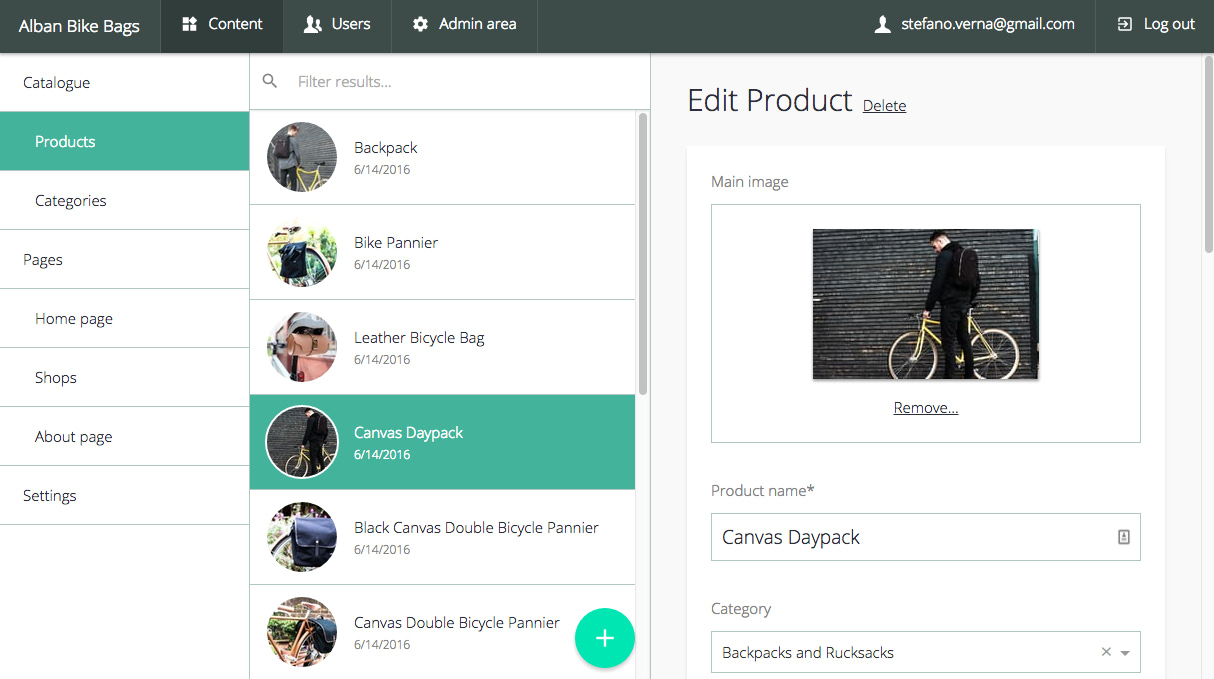 Alban Bike Bags
Content
Users
Admin area
stefano.verna@gmail.com
Log out
Catalogue
Products
Categories
Pages
Home page
Shops
About page
Settings
Filter results...
Backpack
6/14/2016
Bike Pannier
6/14/2016
Leather Bicycle Bag
6/14/2016
Canvas Daypack
6/14/2016
Black Canvas Double Bicycle Pannier
6/14/2016
Canvas Double Bicycle Pannier
6/14/2016
Edit Product Delete
Main image
Remove...
Product name*
Canvas Daypack
Category
Backpacks and Rucksacks